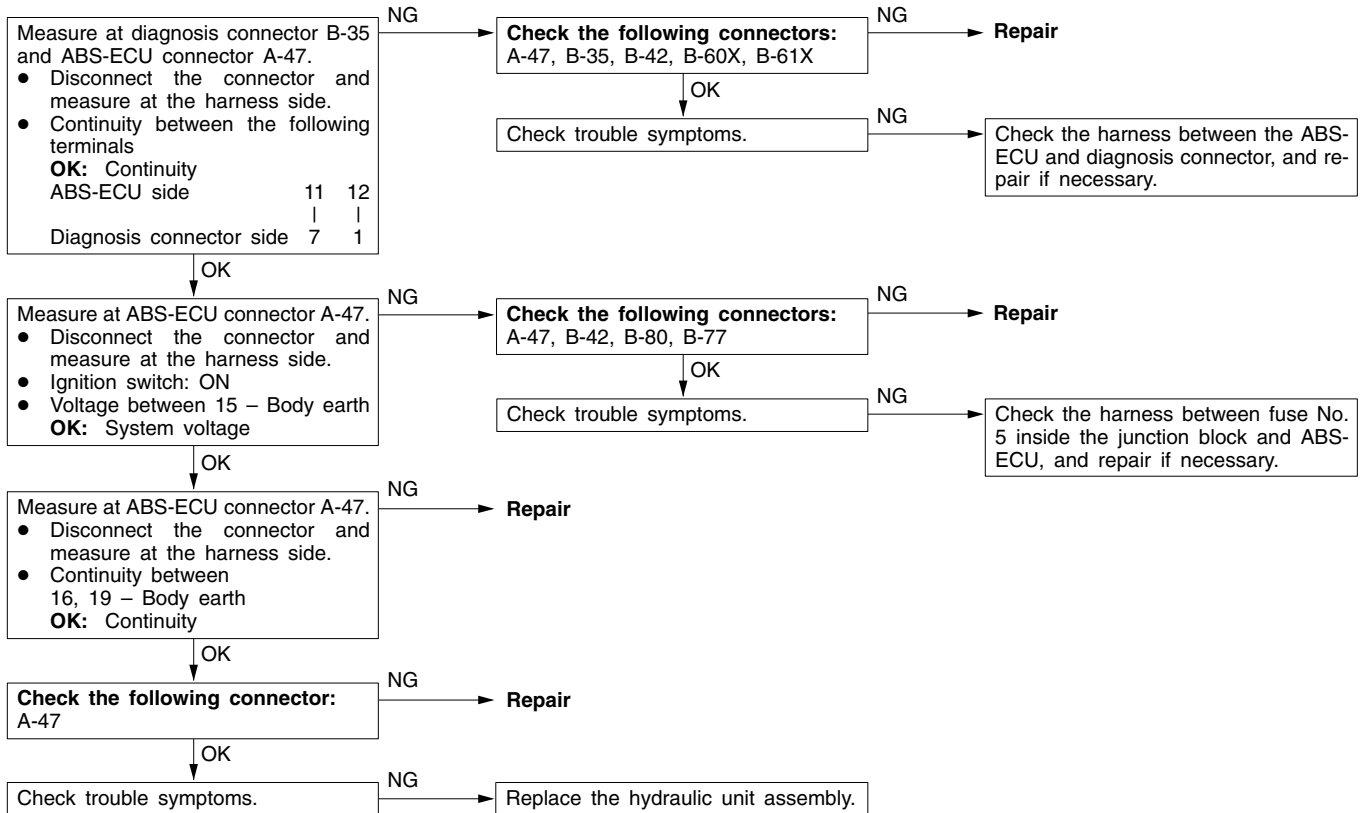 Measure at diagnosis connector B-35
and ABS-ECU connector A-47.
● Disconnect the connector and
measure at the harness side.
● Continuity between the following
terminals
OK: Continuity
ABS-ECU side 11 12
| |
Diagnosis connector side 7 1
NG
Check the following connectors:
A-47, B-35, B-42, B-60X, B-61X
NG
Repair
OK
Check trouble symptoms.
NG
Check the harness between the ABS-
ECU and diagnosis connector, and re-
pair if necessary.
OK
Measure at ABS-ECU connector A-47.
● Disconnect the connector and
measure at the harness side.
● Ignition switch: ON
● Voltage between 15 – Body earth
OK: System voltage
NG
Check the following connectors:
A-47, B-42, B-80, B-77
NG
Repair
OK
Check trouble symptoms.
NG
Check the harness between fuse No.
5 inside the junction block and ABS-
ECU, and repair if necessary.
OK
Measure at ABS-ECU connector A-47.
● Disconnect the connector and
measure at the harness side.
● Continuity between
16, 19 – Body earth
OK: Continuity
NG
Repair
OK
Check the following connector:
A-47
NG
Repair
OK
Check trouble symptoms.
NG
Replace the hydraulic unit assembly.